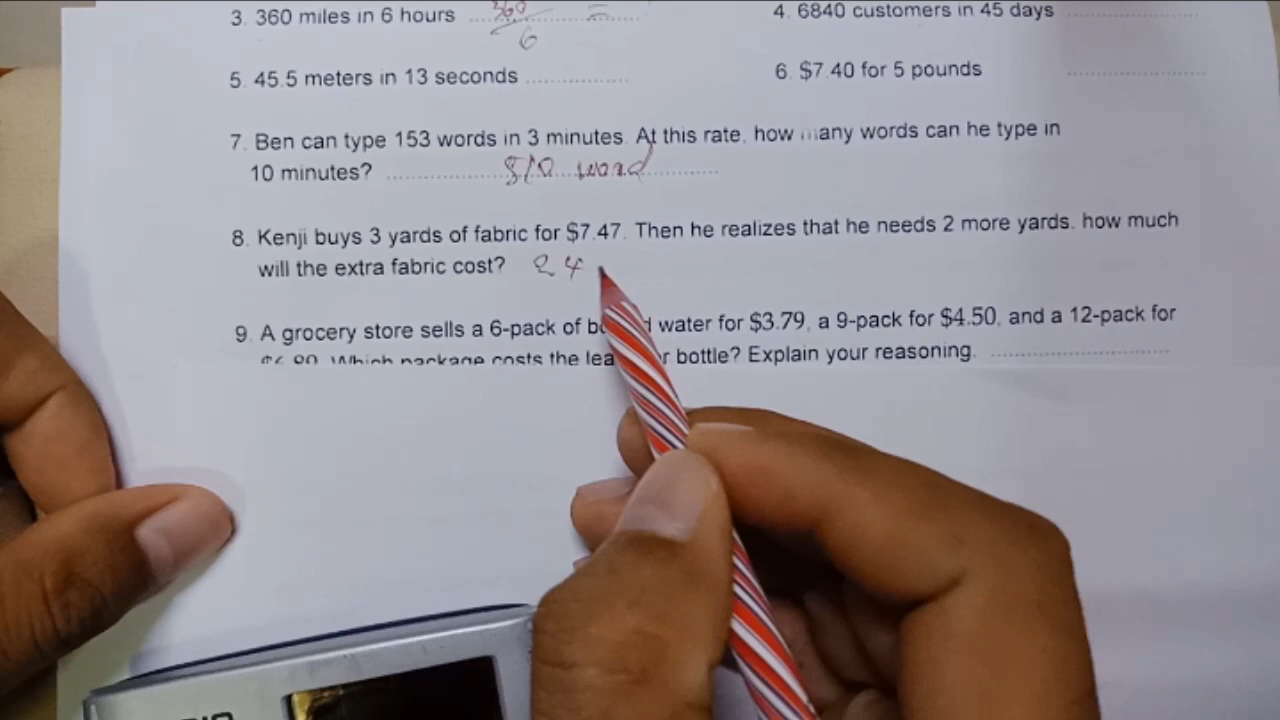 3. 360 miles in 6 hours 360
6
4. 6840 customers in 45 days
5. 45.5 meters in 13 seconds
6. $7.40 for 5 pounds
7. Ben can type 153 words in 3 minutes. At this rate, how many words can he type in
10 minutes? 510 word
8. Kenji buys 3 yards of fabric for $7.47. Then he realizes that he needs 2 more yards. how much
will the extra fabric cost? 24
9. A grocery store sells a 6-pack of water for $3.79, a 9-pack for $4.50, and a 12-pack for
Which package costs the bottle? Explain your reasoning.